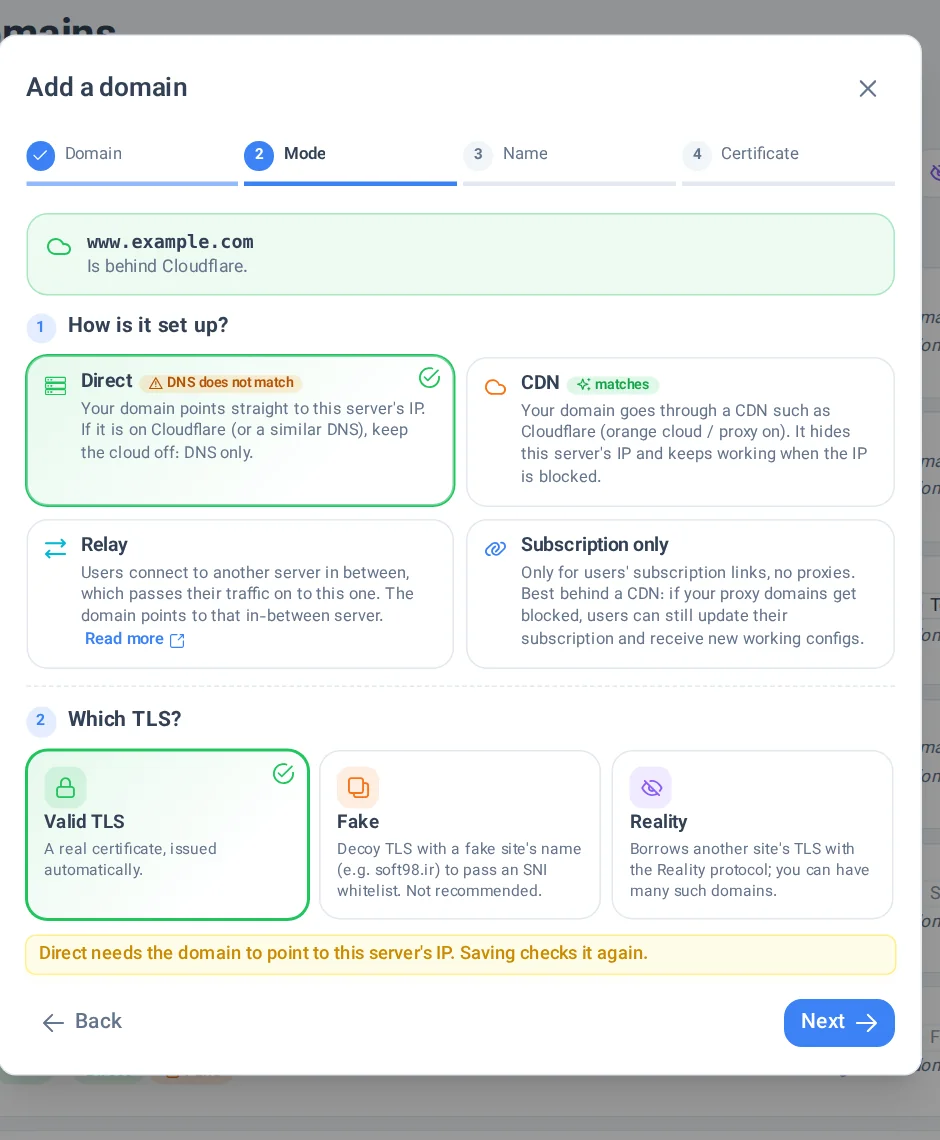 Add a domain
Domain
2 Mode
3 Name
4 Certificate
www.example.com
Is behind Cloudflare.
1 How is it set up?
Direct DNS does not match
Your domain points straight to this server's IP.
If it is on Cloudflare (or a similar DNS), keep
the cloud off: DNS only.
CDN matches
Your domain goes through a CDN such as
Cloudflare (orange cloud / proxy on). It hides
this server's IP and keeps working when the IP
is blocked.
Relay
Users connect to another server in between,
which passes their traffic on to this one. The
domain points to that in-between server.
Read more
Subscription only
Only for users' subscription links, no proxies.
Best behind a CDN: if your proxy domains get
blocked, users can still update their
subscription and receive new working configs.
2 Which TLS?
Valid TLS
A real certificate, issued
automatically.
Fake
Decoy TLS with a fake site's name
(e.g. soft98.ir) to pass an SNI
whitelist. Not recommended.
Reality
Borrows another site's TLS with
the Reality protocol; you can have
many such domains.
Direct needs the domain to point to this server's IP. Saving checks it again.
Back
Next